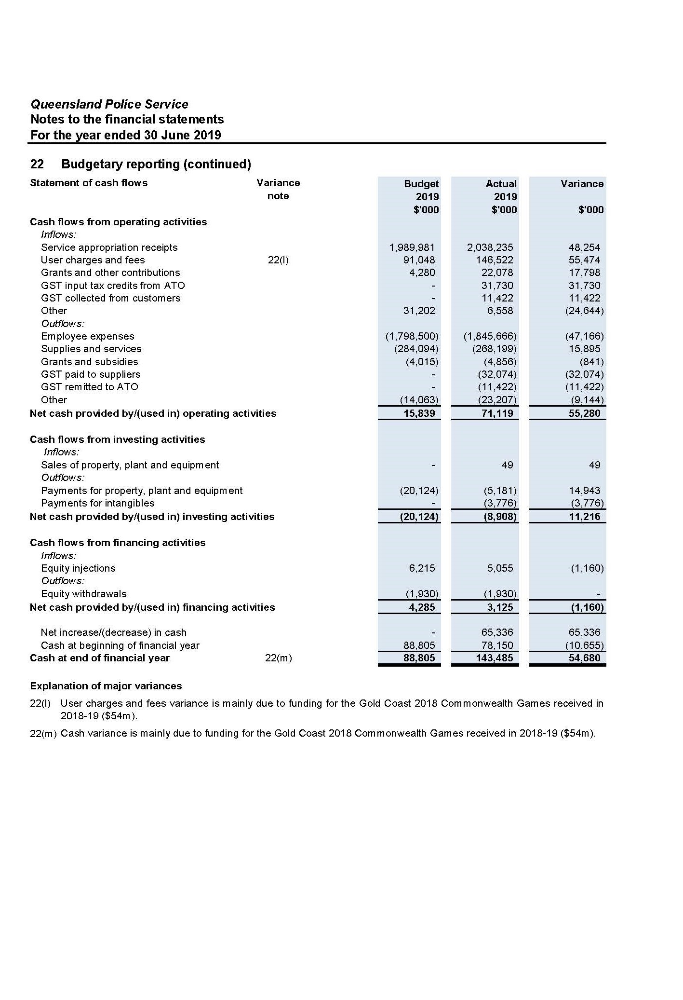 Queensland Police Service
Notes to the financial statements
For the year ended 30 June 2019
22 Budgetary reporting (continued)
Statement of cash flows Variance note Budget 2019 $'000 Actual 2019 $'000 Variance $'000
Cash flows from operating activities
Inflows:
Service appropriation receipts 1,989,981 2,038,235 48,254
User charges and fees 22(l) 91,048 146,522 55,474
Grants and other contributions 4,280 22,078 17,798
GST input tax credits from ATO - 31,730 31,730
GST collected from customers - 11,422 11,422
Other 31,202 6,558 (24,644)
Outflows:
Employee expenses (1,798,500) (1,845,666) (47,166)
Supplies and services (284,094) (268,199) 15,895
Grants and subsidies (4,015) (4,856) (841)
GST paid to suppliers - (32,074) (32,074)
GST remitted to ATO - (11,422) (11,422)
Other (14,063) (23,207) (9,144)
Net cash provided by/(used in) operating activities 15,839 71,119 55,280
Cash flows from investing activities
Inflows:
Sales of property, plant and equipment - 49 49
Outflows:
Payments for property, plant and equipment (20,124) (5,181) 14,943
Payments for intangibles - (3,776) (3,776)
Net cash provided by/(used in) investing activities (20,124) (8,908) 11,216
Cash flows from financing activities
Inflows:
Equity injections 6,215 5,055 (1,160)
Outflows:
Equity withdrawals (1,930) (1,930) -
Net cash provided by/(used in) financing activities 4,285 3,125 (1,160)
Net increase/(decrease) in cash - 65,336 65,336
Cash at beginning of financial year 88,805 78,150 (10,655)
Cash at end of financial year 22(m) 88,805 143,485 54,680
Explanation of major variances
22(l) User charges and fees variance is mainly due to funding for the Gold Coast 2018 Commonwealth Games received in
2018-19 ($54m).
22(m) Cash variance is mainly due to funding for the Gold Coast 2018 Commonwealth Games received in 2018-19 ($54m).